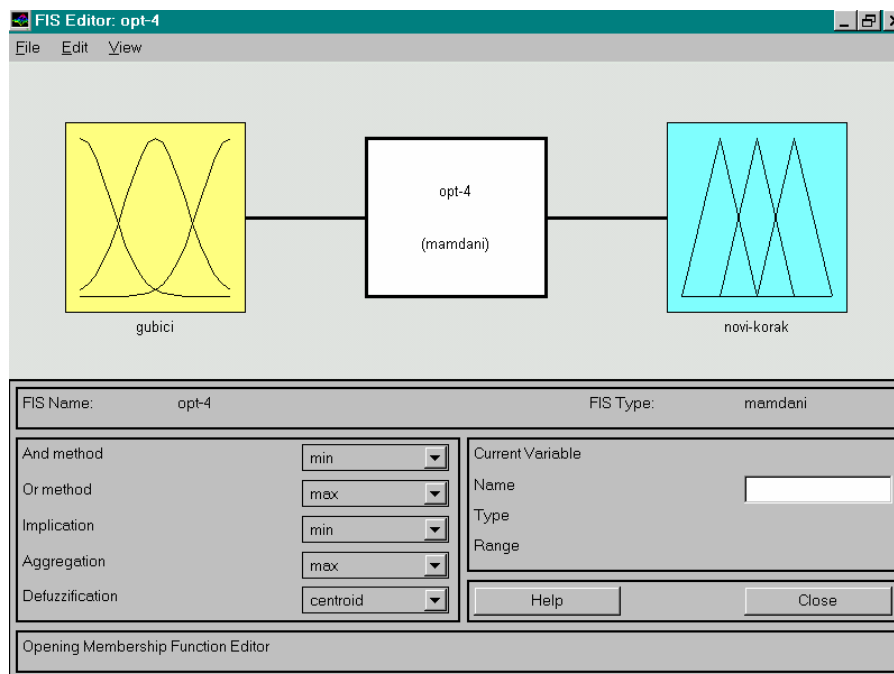 FIS Editor: opt-4
File Edit View
opt-4
(mamdani)
gubici
novi-korak
FIS Name: opt-4 FIS Type: mamdani
And method min
Or method max
Implication min
Aggregation max
Defuzzification centroid
Current Variable
Name
Type
Range
Help Close
Opening Membership Function Editor